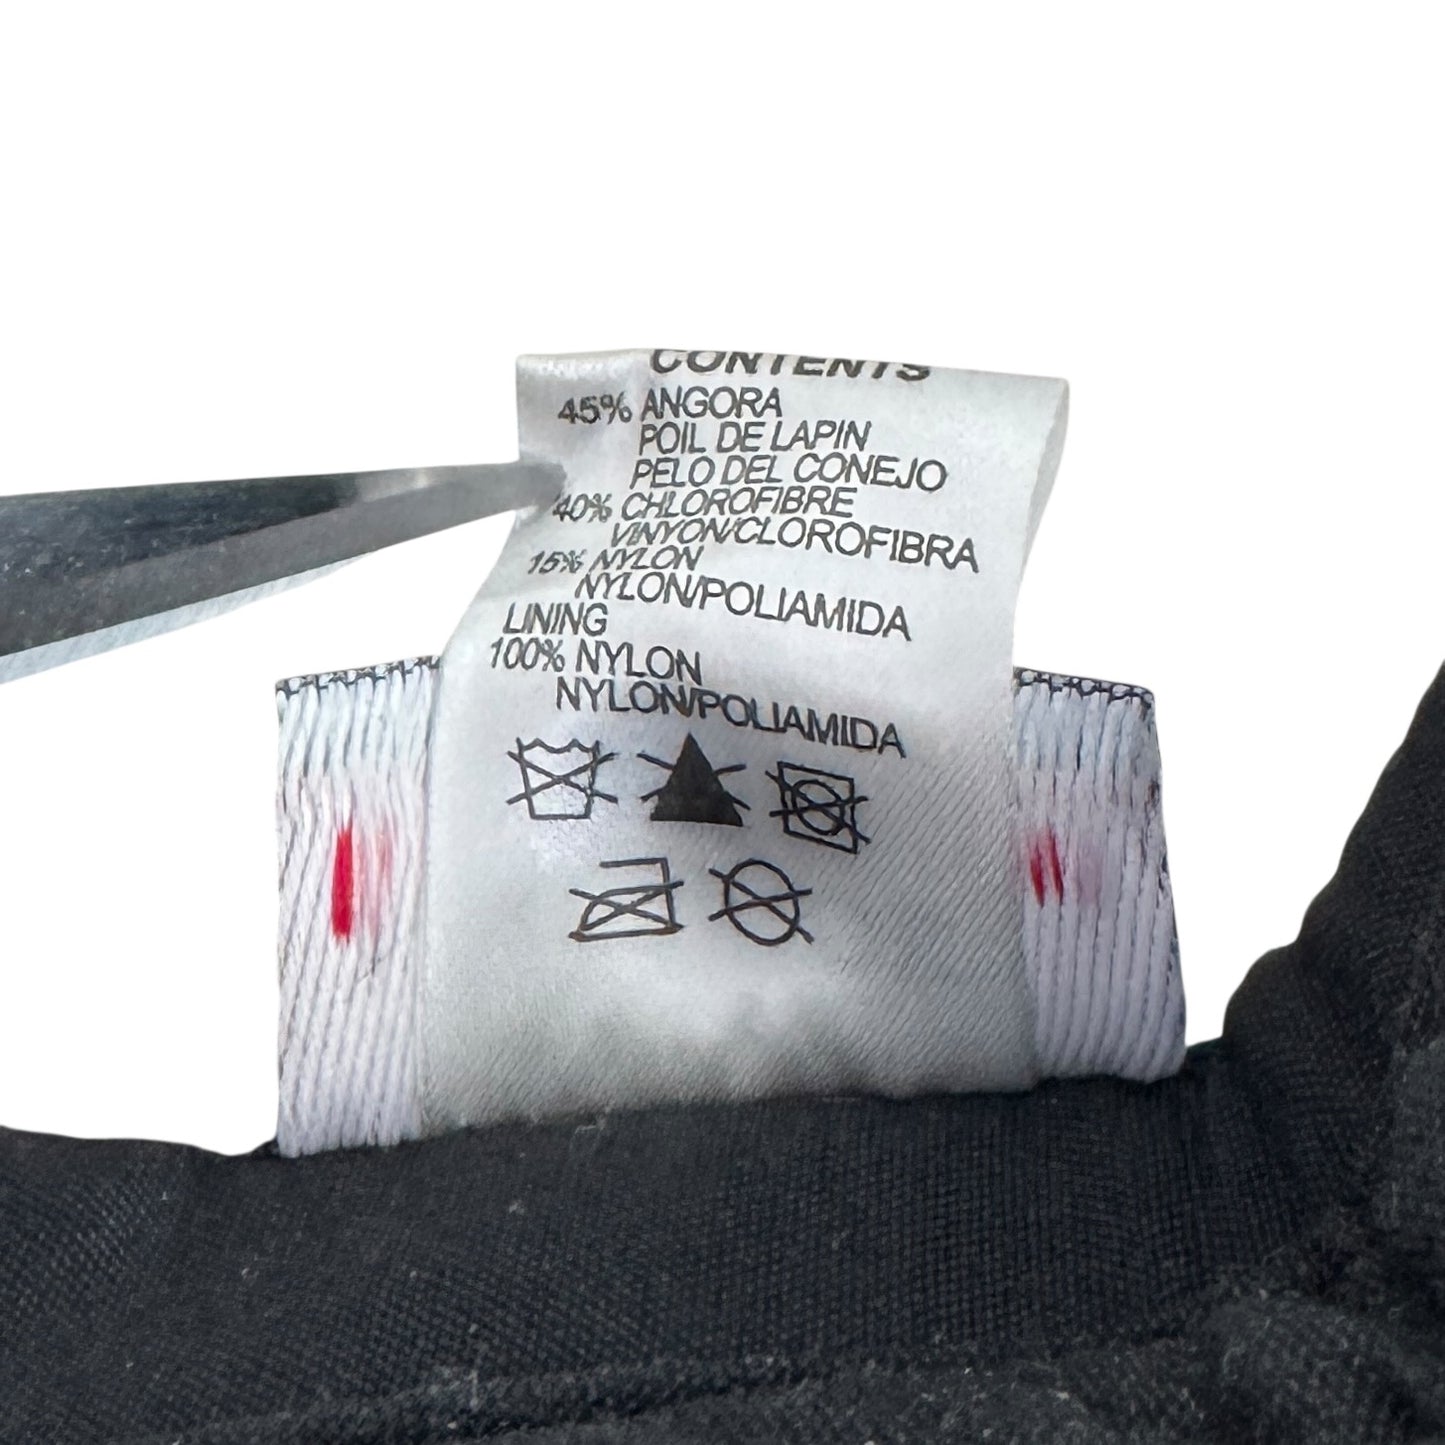 CONTENTS
45% ANGORA
POIL DE LAPIN
PELO DEL CONEJO
40% CHLOROFIBRE
VINYON/CLOROFIBRA
15% NYLON
NYLON/POLIAMIDA
LINING
100% NYLON
NYLON/POLIAMIDA